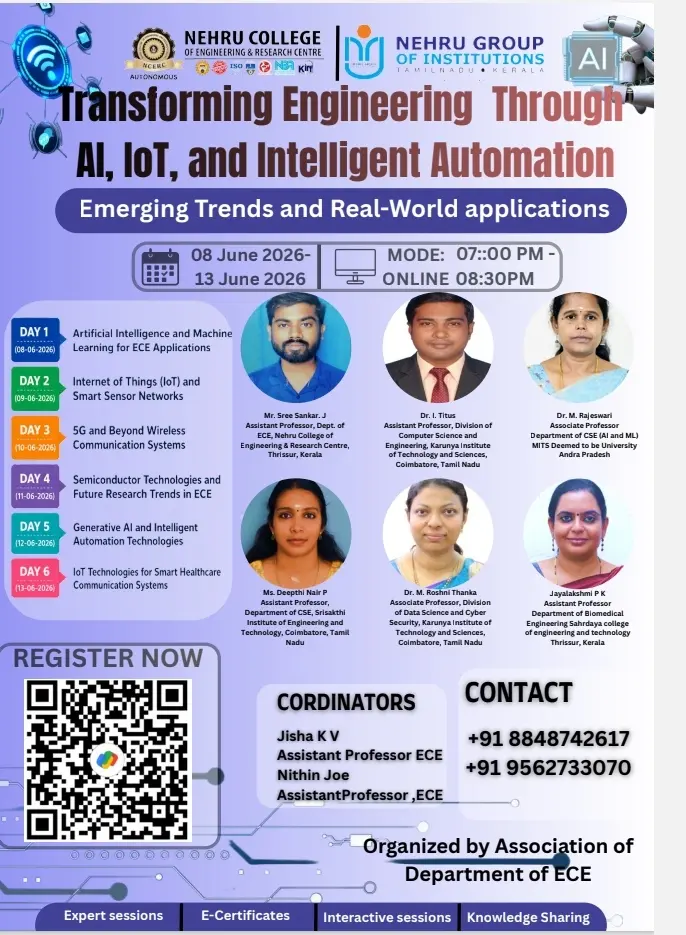 NEHRU COLLEGE
OF ENGINEERING & RESEARCH CENTRE
NCERC
AUTONOMOUS
ISO
NBA
NEHRU GROUP
OF INSTITUTIONS
TAMILNADU • KERALA
AI
Transforming Engineering Through
AI, IoT, and Intelligent Automation
Emerging Trends and Real-World applications
08 June 2026-
13 June 2026
MODE:
ONLINE
07::00 PM -
08:30PM
DAY 1
(08-06-2026)
Artificial Intelligence and Machine
Learning for ECE Applications
DAY 2
(09-06-2026)
Internet of Things (IoT) and
Smart Sensor Networks
DAY 3
(10-06-2026)
5G and Beyond Wireless
Communication Systems
DAY 4
(11-06-2026)
Semiconductor Technologies and
Future Research Trends in ECE
DAY 5
(12-06-2026)
Generative AI and Intelligent
Automation Technologies
DAY 6
(13-06-2026)
IoT Technologies for Smart Healthcare
Communication Systems
Mr. Sree Sankar. J
Assistant Professor, Dept. of
ECE, Nehru College of
Engineering & Research Centre,
Thrissur, Kerala
Dr. I. Titus
Assistant Professor, Division of
Computer Science and
Engineering, Karunya Institute
of Technology and Sciences,
Coimbatore, Tamil Nadu
Dr. M. Rajeswari
Associate Professor
Department of CSE (AI and ML)
MITS Deemed to be University
Andra Pradesh
Ms. Deepthi Nair P
Assistant Professor,
Department of CSE, Srisakthi
Institute of Engineering and
Technology, Coimbatore, Tamil
Nadu
Dr. M. Roshni Thanka
Associate Professor, Division
of Data Science and Cyber
Security, Karunya Institute of
Technology and Sciences,
Coimbatore, Tamil Nadu
Jayalakshmi P K
Assistant Professor
Department of Biomedical
Engineering Sahrdaya college
of engineering and technology
Thrissur, Kerala
REGISTER NOW
CORDINATORS
Jisha K V
Assistant Professor ECE
Nithin Joe
AssistantProfessor ,ECE
CONTACT
+91 8848742617
+91 9562733070
Organized by Association of
Department of ECE
Expert sessions
E-Certificates
Interactive sessions
Knowledge Sharing